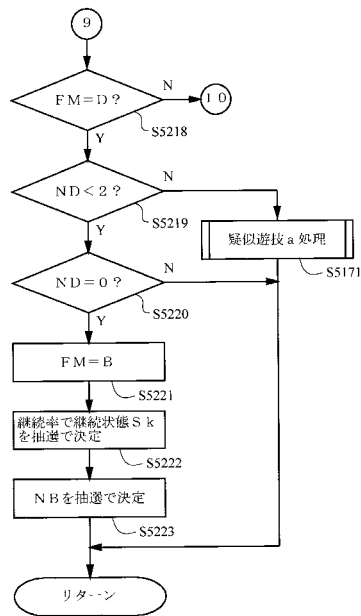 9
FM=D?
N
10
Y
S5218
ND<2?
N
Y
S5219
疑似遊技a処理
S5171
ND=0?
N
Y
S5220
FM=B
S5221
継続率で継続状態Sk
を抽選で決定
S5222
NBを抽選で決定
S5223
リターン